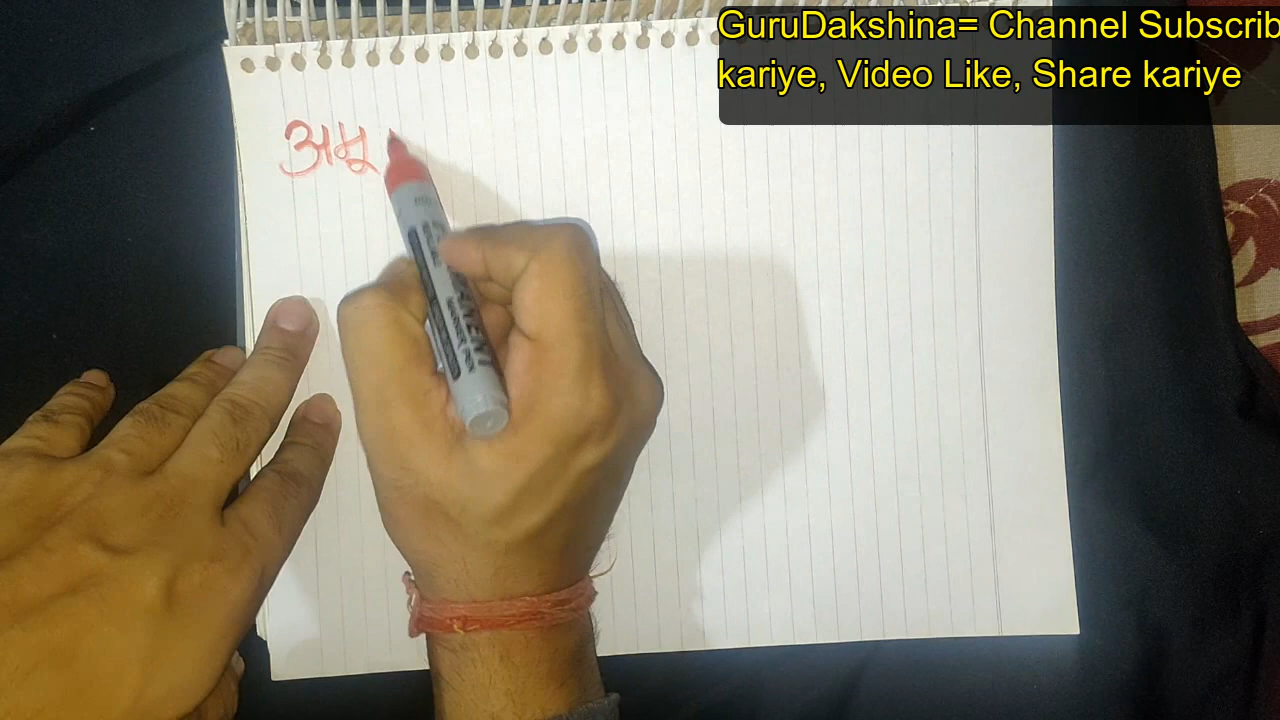 GuruDakshina= Channel Subscrib
kariye, Video Like, Share kariye
अमू